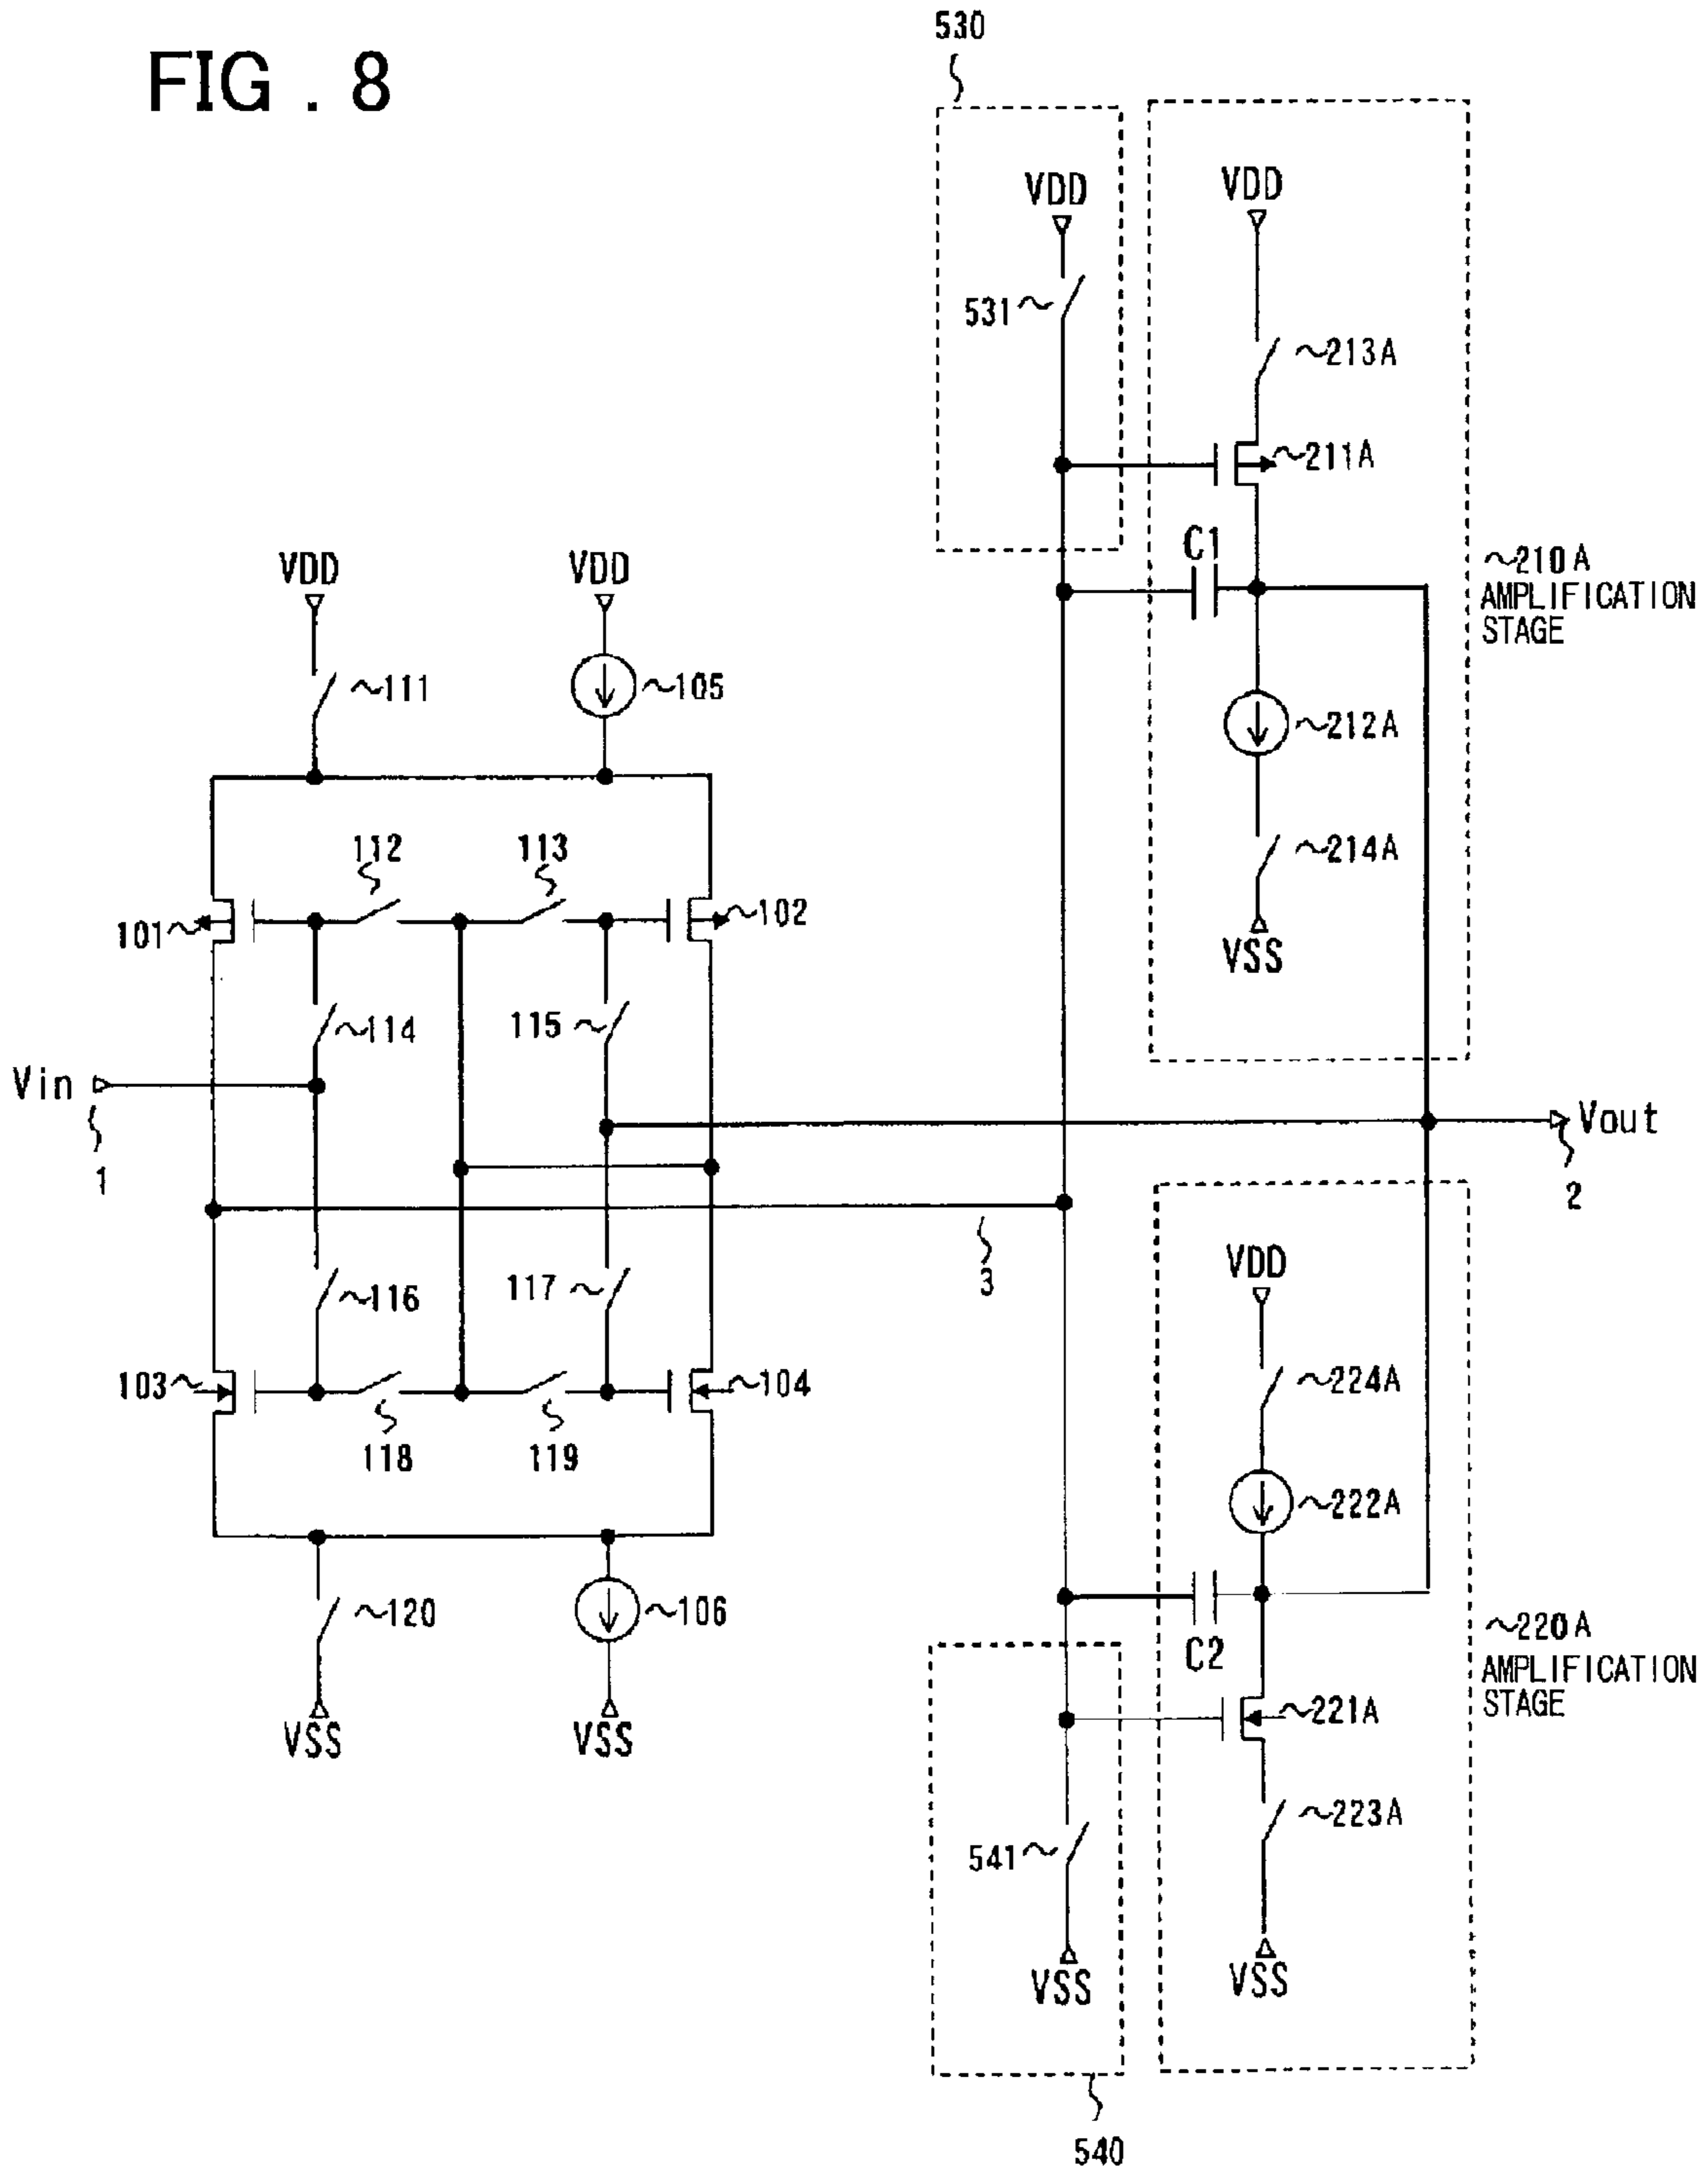 FIG . 8
530
VDD
VDD
531
213A
211A
C1
210A
AMPLIFICATION
STAGE
VDD
VDD
111
105
212A
112
113
214A
101
102
VSS
114
115
Vin
1
Vout
2
3
VDD
116
117
224A
103
104
118
119
222A
120
106
C2
220A
AMPLIFICATION
STAGE
VSS
VSS
221A
541
223A
VSS
VSS
540